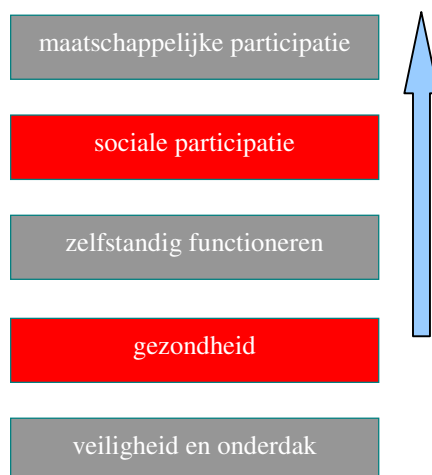 maatschappelijke participatie
sociale participatie
zelfstandig functioneren
gezondheid
veiligheid en onderdak